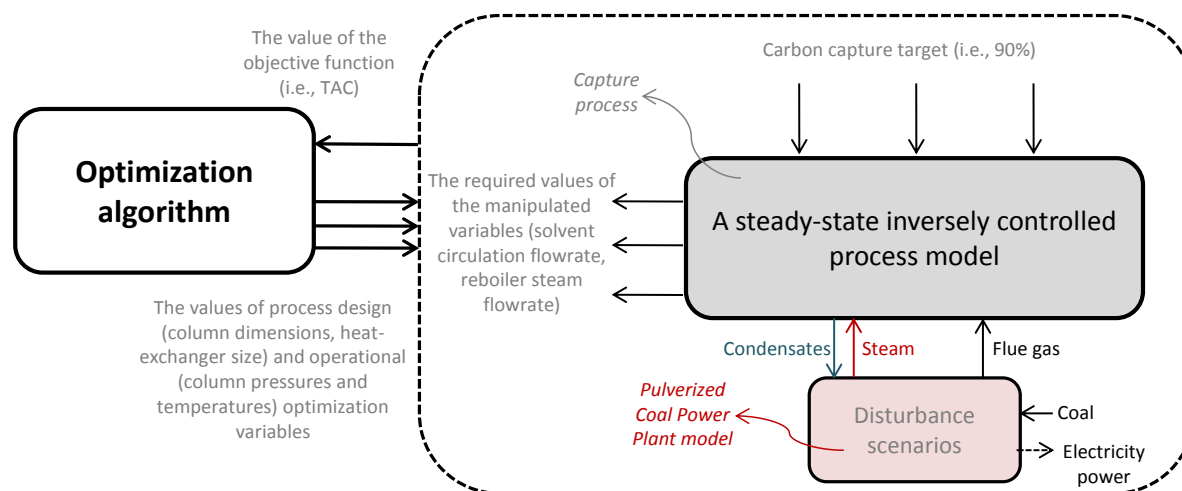 The value of the
objective function
(i.e., TAC)
Carbon capture target (i.e., 90%)
Capture
process
Optimization
algorithm
The required values of
the manipulated
variables (solvent
circulation flowrate,
reboiler steam
flowrate)
A steady-state inversely controlled
process model
The values of process design
(column dimensions, heat-
exchanger size) and operational
(column pressures and
temperatures) optimization
variables
Condensates
Steam
Flue gas
Pulverized
Coal Power
Plant model
Disturbance
scenarios
Coal
Electricity
power